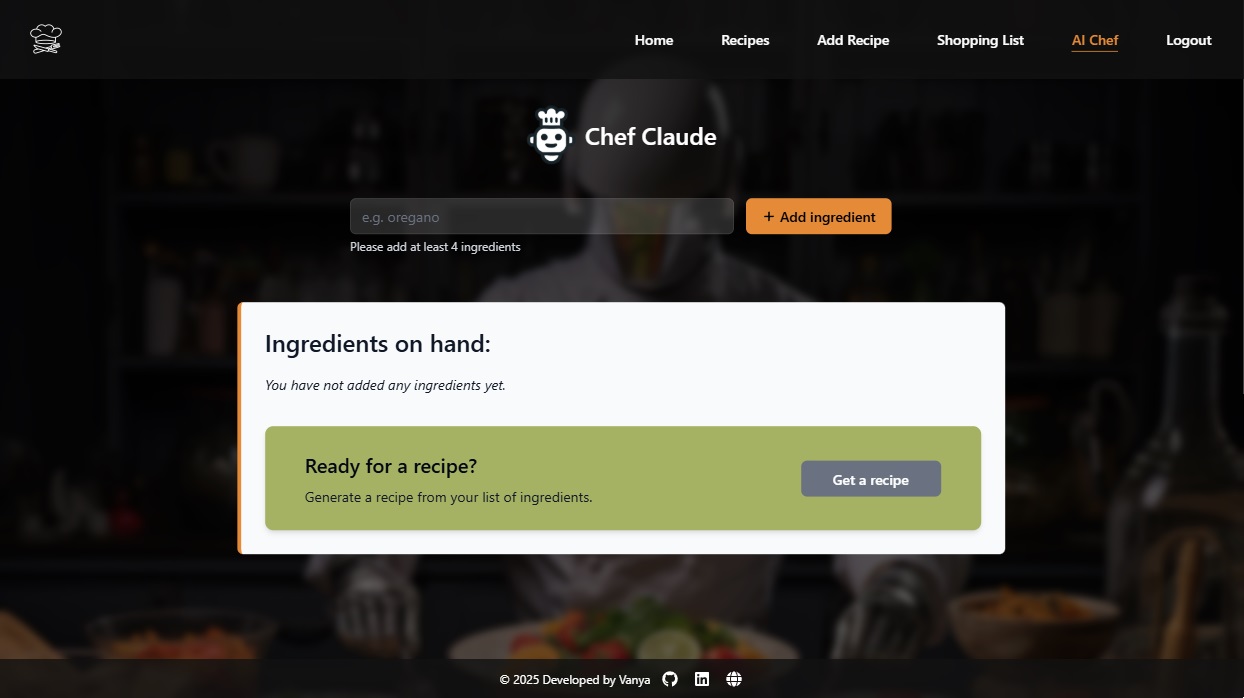 Home Recipes Add Recipe Shopping List AI Chef Logout
Chef Claude
e.g. oregano
+ Add ingredient
Please add at least 4 ingredients
Ingredients on hand:
You have not added any ingredients yet.
Ready for a recipe?
Generate a recipe from your list of ingredients.
Get a recipe
© 2025 Developed by Vanya